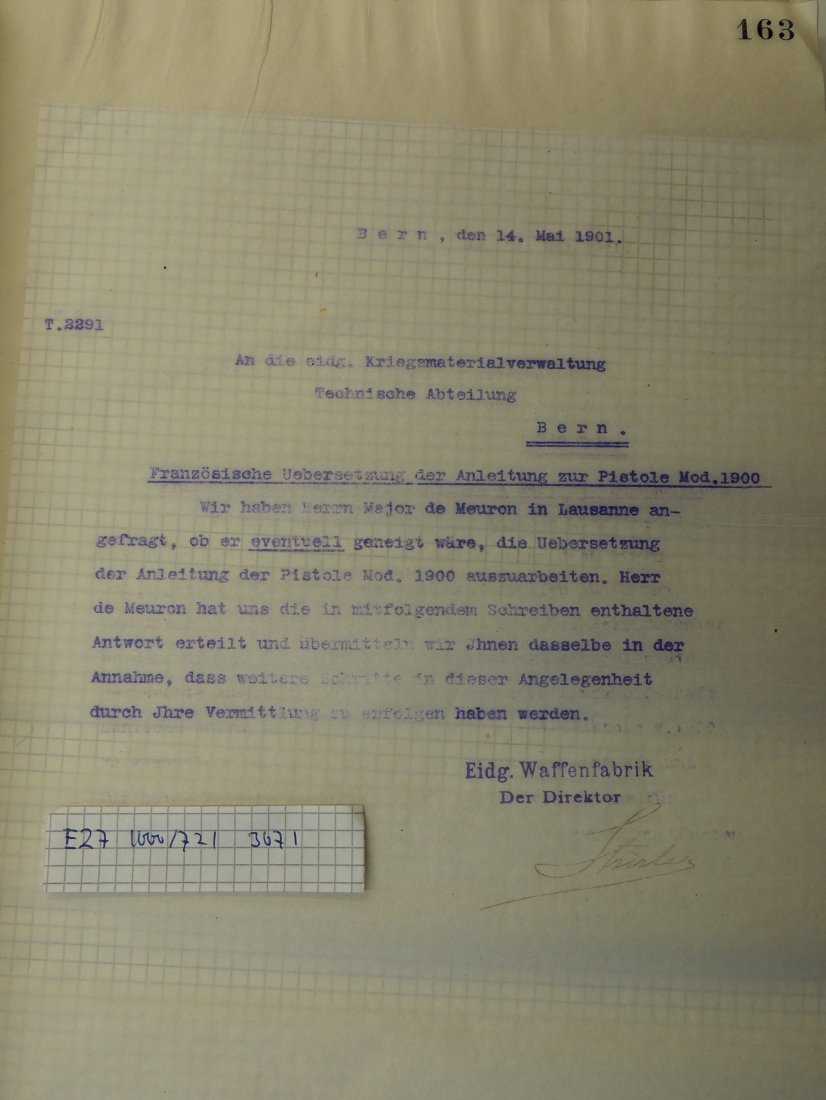 163
Bern, den 14. Mai 1901.
T.2291
An die eidg. Kriegsmaterialverwaltung
Technische Abteilung
Bern.
Französische Uebersetzung der Anleitung zur Pistole Mod.1900
Wir haben Herrn Major de Meuron in Lausanne an-
gefragt, ob er eventuell geneigt wäre, die Uebersetzung
der Anleitung der Pistole Mod. 1900 auszuarbeiten. Herr
de Meuron hat uns die in mitfolgendem Schreiben enthaltene
Antwort erteilt und übermitteln wir Jhnen dasselbe in der
Annahme, dass weitere Schritte in dieser Angelegenheit
durch Jhre Vermittlung zu erfolgen haben werden.
Eidg. Waffenfabrik
Der Direktor
E27 1000/721 3071